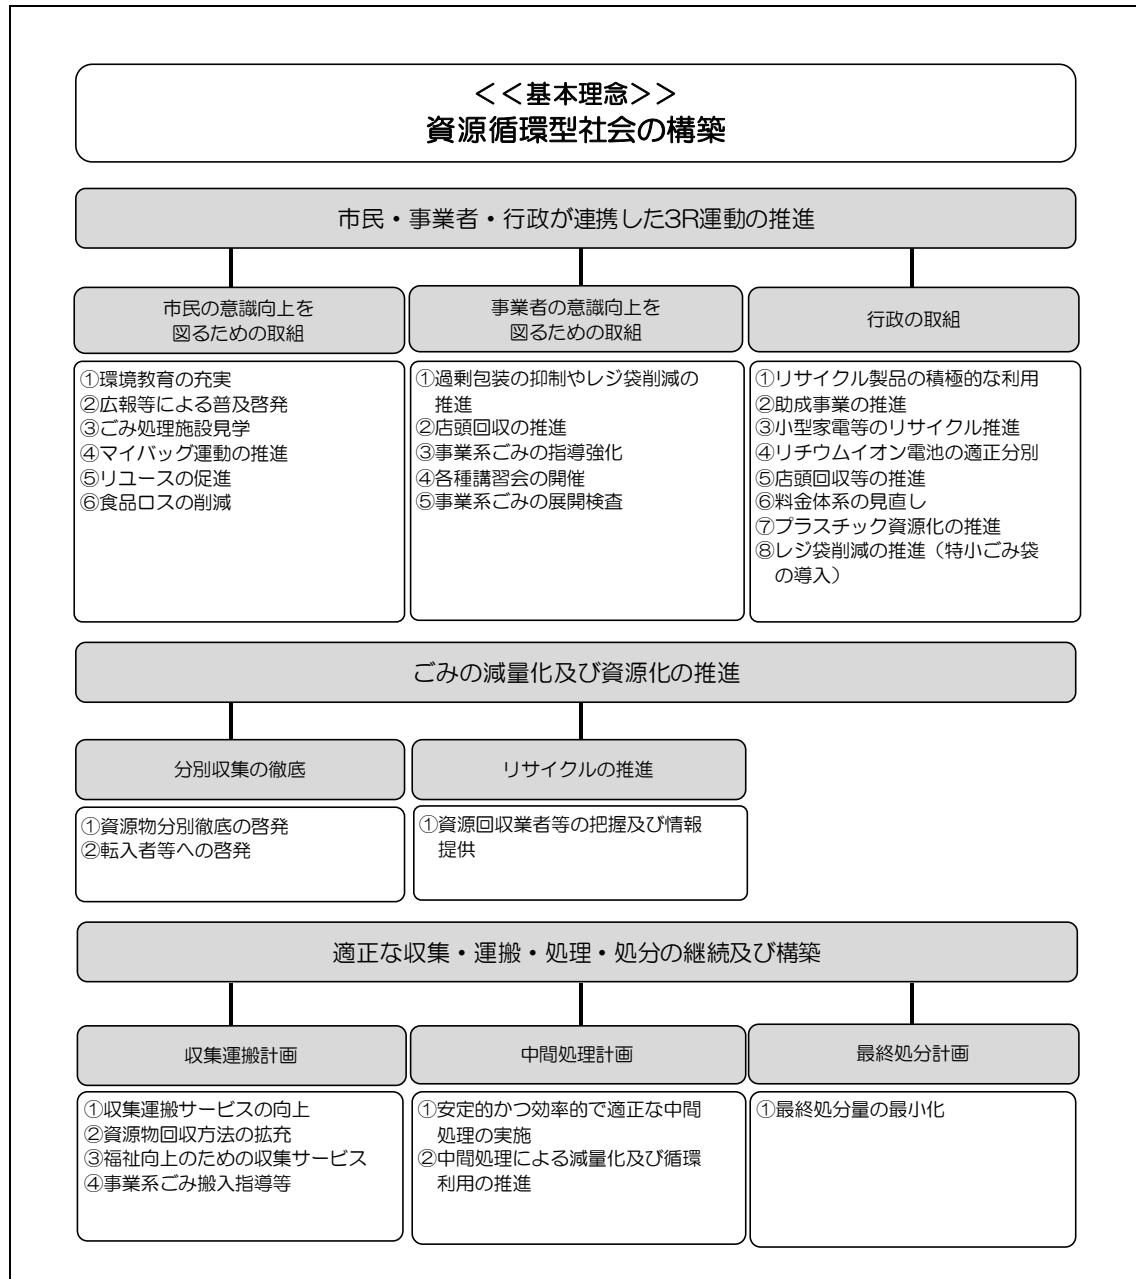 ＜＜基本理念＞＞
資源循環型社会の構築
市民・事業者・行政が連携した3R運動の推進
市民の意識向上を
図るための取組
①環境教育の充実
②広報等による普及啓発
③ごみ処理施設見学
④マイバッグ運動の推進
⑤リユースの促進
⑥食品ロスの削減
事業者の意識向上を
図るための取組
①過剰包装の抑制やレジ袋削減の
推進
②店頭回収の推進
③事業系ごみの指導強化
④各種講習会の開催
⑤事業系ごみの展開検査
行政の取組
①リサイクル製品の積極的な利用
②助成事業の推進
③小型家電等のリサイクル推進
④リチウムイオン電池の適正分別
⑤店頭回収等の推進
⑥料金体系の見直し
⑦プラスチック資源化の推進
⑧レジ袋削減の推進（特小ごみ袋
の導入）
ごみの減量化及び資源化の推進
分別収集の徹底
①資源物分別徹底の啓発
②転入者等への啓発
リサイクルの推進
①資源回収業者等の把握及び情報
提供
適正な収集・運搬・処理・処分の継続及び構築
収集運搬計画
①収集運搬サービスの向上
②資源物回収方法の拡充
③福祉向上のための収集サービス
④事業系ごみ搬入指導等
中間処理計画
①安定的かつ効率的で適正な中間
処理の実施
②中間処理による減量化及び循環
利用の推進
最終処分計画
①最終処分量の最小化